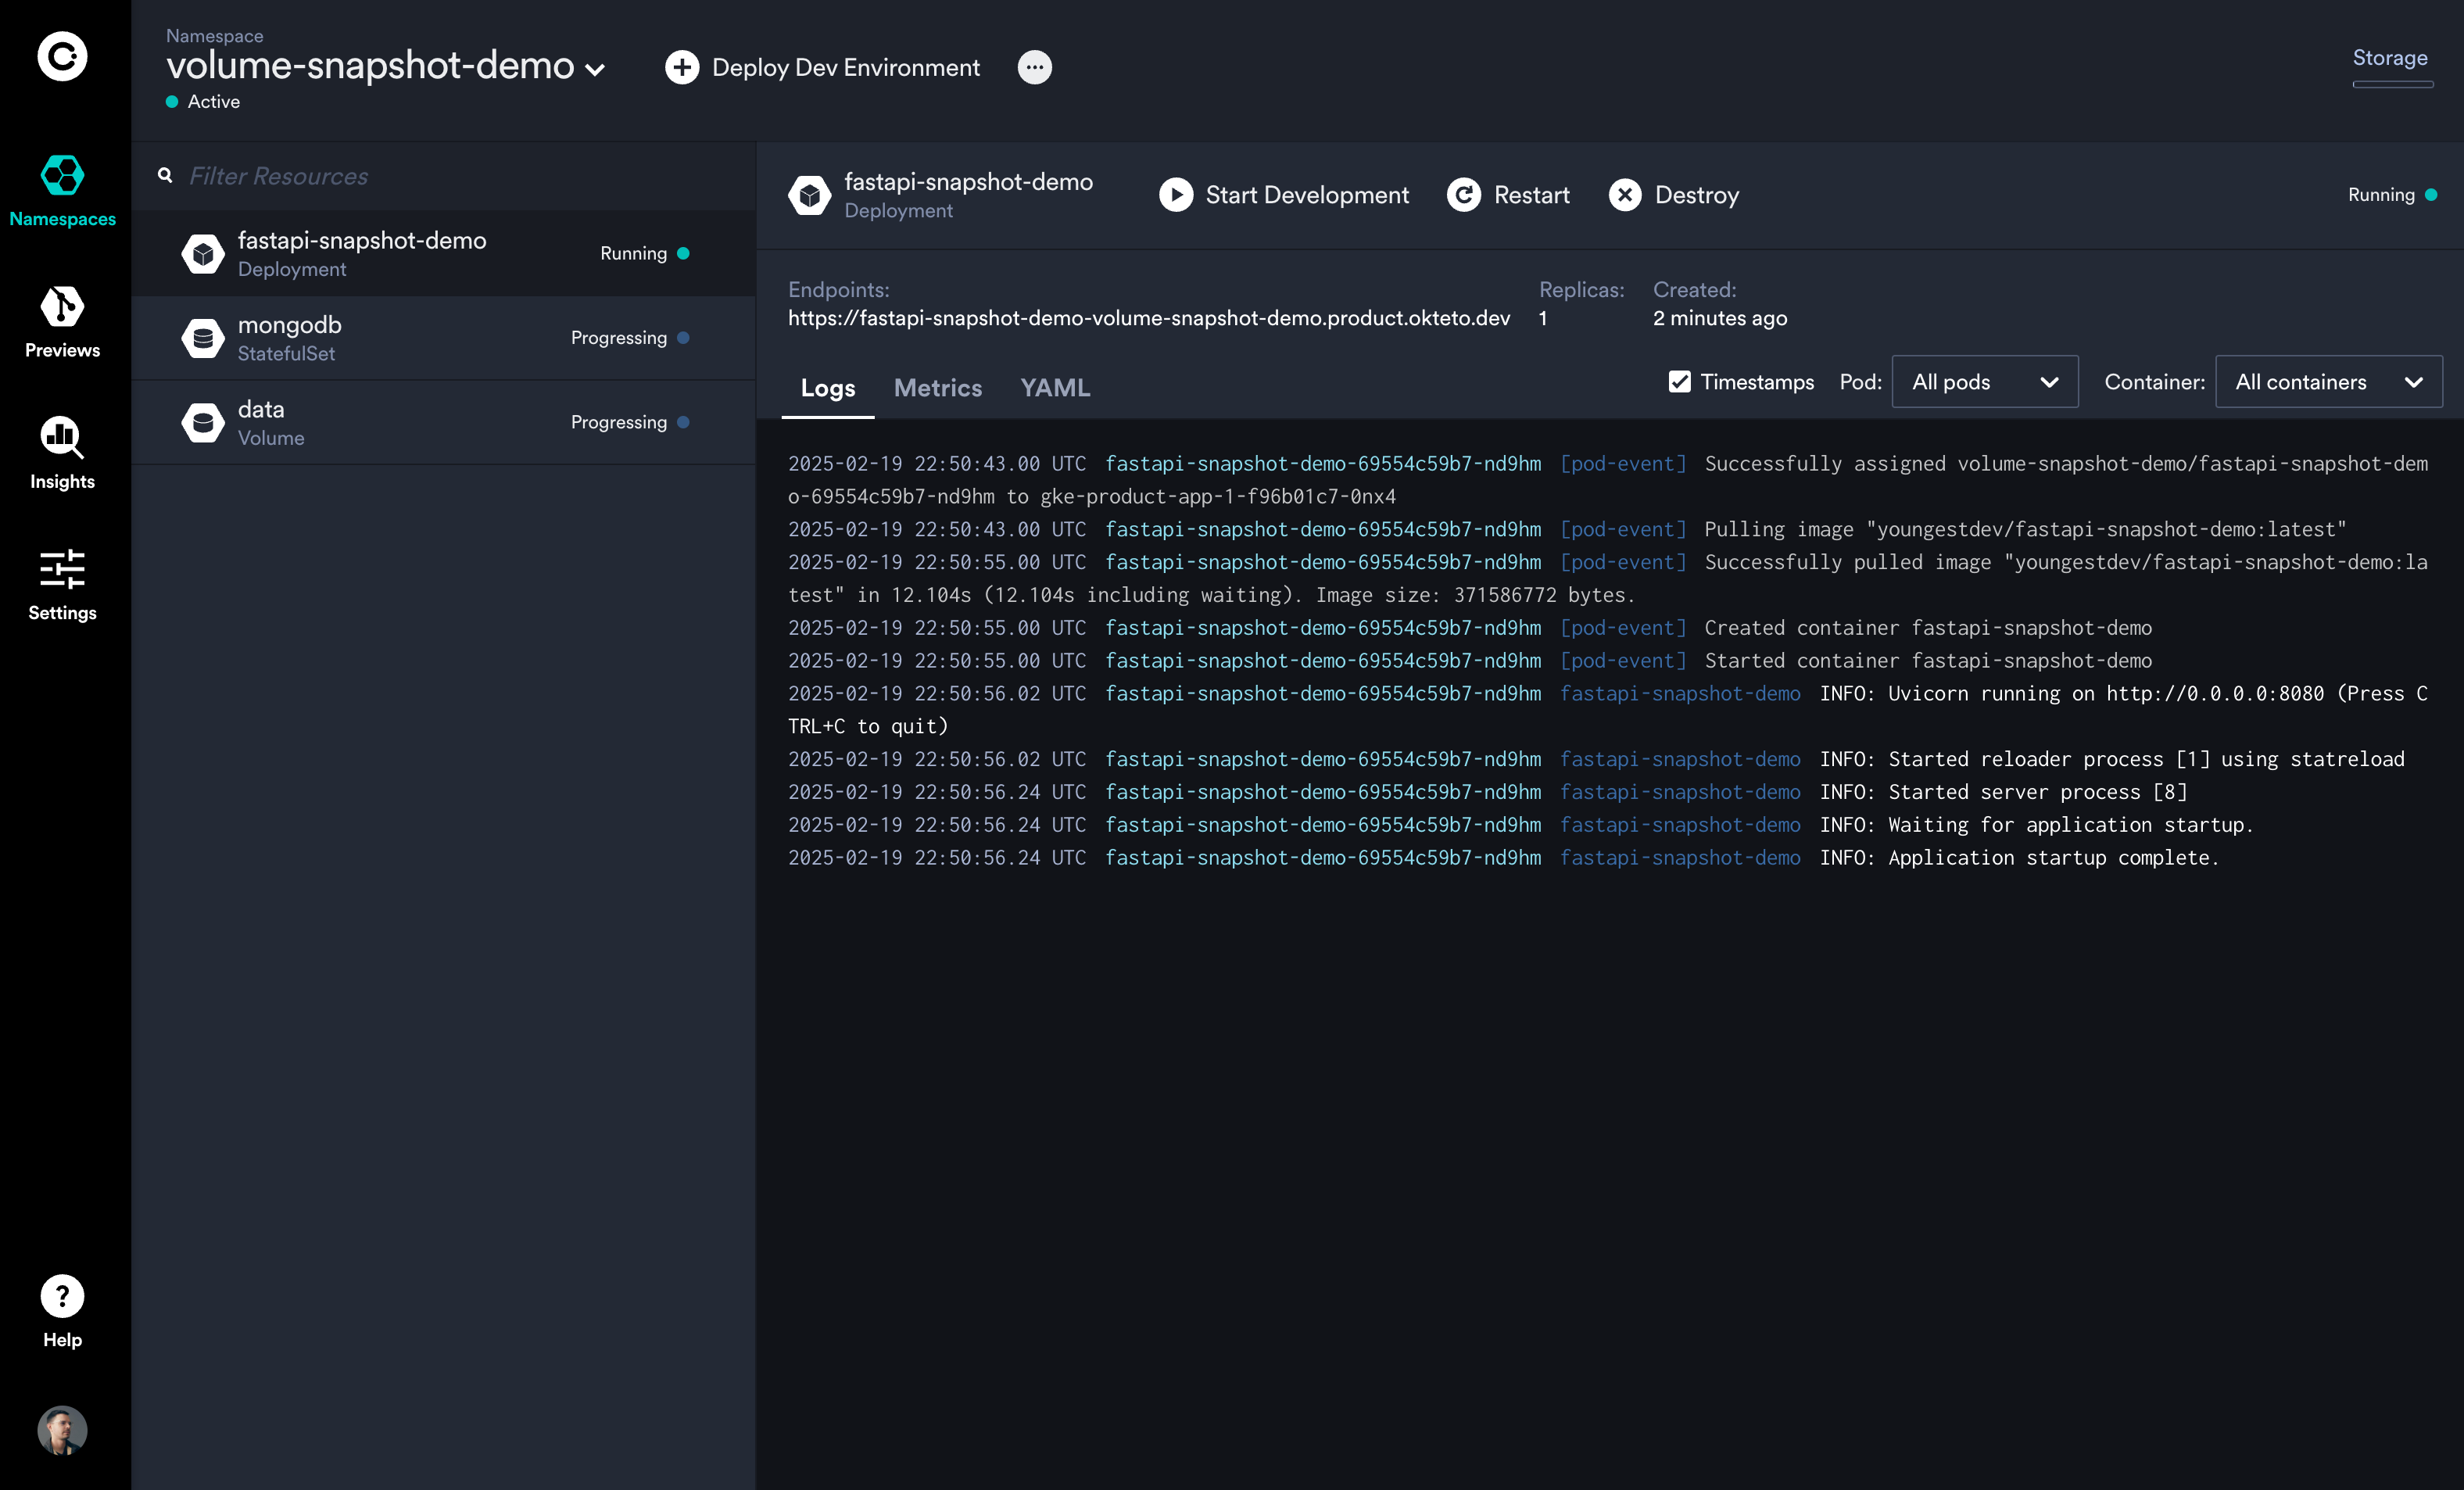 Namespace
volume-snapshot-demo
Active
Deploy Dev Environment
Storage
Namespaces
Previews
Insights
Settings
Help
Filter Resources
fastapi-snapshot-demo
Deployment
Running
mongodb
StatefulSet
Progressing
data
Volume
Progressing
fastapi-snapshot-demo
Deployment
Start Development
Restart
Destroy
Running
Endpoints:
https://fastapi-snapshot-demo-volume-snapshot-demo.product.okteto.dev
Replicas:
1
Created:
2 minutes ago
Logs
Metrics
YAML
Timestamps
Pod:
All pods
Container:
All containers
2025-02-19 22:50:43.00 UTC fastapi-snapshot-demo-69554c59b7-nd9hm [pod-event] Successfully assigned volume-snapshot-demo/fastapi-snapshot-dem
o-69554c59b7-nd9hm to gke-product-app-1-f96b01c7-0nx4
2025-02-19 22:50:43.00 UTC fastapi-snapshot-demo-69554c59b7-nd9hm [pod-event] Pulling image "youngestdev/fastapi-snapshot-demo:latest"
2025-02-19 22:50:55.00 UTC fastapi-snapshot-demo-69554c59b7-nd9hm [pod-event] Successfully pulled image "youngestdev/fastapi-snapshot-demo:la
test" in 12.104s (12.104s including waiting). Image size: 371586772 bytes.
2025-02-19 22:50:55.00 UTC fastapi-snapshot-demo-69554c59b7-nd9hm [pod-event] Created container fastapi-snapshot-demo
2025-02-19 22:50:55.00 UTC fastapi-snapshot-demo-69554c59b7-nd9hm [pod-event] Started container fastapi-snapshot-demo
2025-02-19 22:50:56.02 UTC fastapi-snapshot-demo-69554c59b7-nd9hm fastapi-snapshot-demo INFO: Uvicorn running on http://0.0.0.0:8080 (Press C
TRL+C to quit)
2025-02-19 22:50:56.02 UTC fastapi-snapshot-demo-69554c59b7-nd9hm fastapi-snapshot-demo INFO: Started reloader process [1] using statreload
2025-02-19 22:50:56.24 UTC fastapi-snapshot-demo-69554c59b7-nd9hm fastapi-snapshot-demo INFO: Started server process [8]
2025-02-19 22:50:56.24 UTC fastapi-snapshot-demo-69554c59b7-nd9hm fastapi-snapshot-demo INFO: Waiting for application startup.
2025-02-19 22:50:56.24 UTC fastapi-snapshot-demo-69554c59b7-nd9hm fastapi-snapshot-demo INFO: Application startup complete.